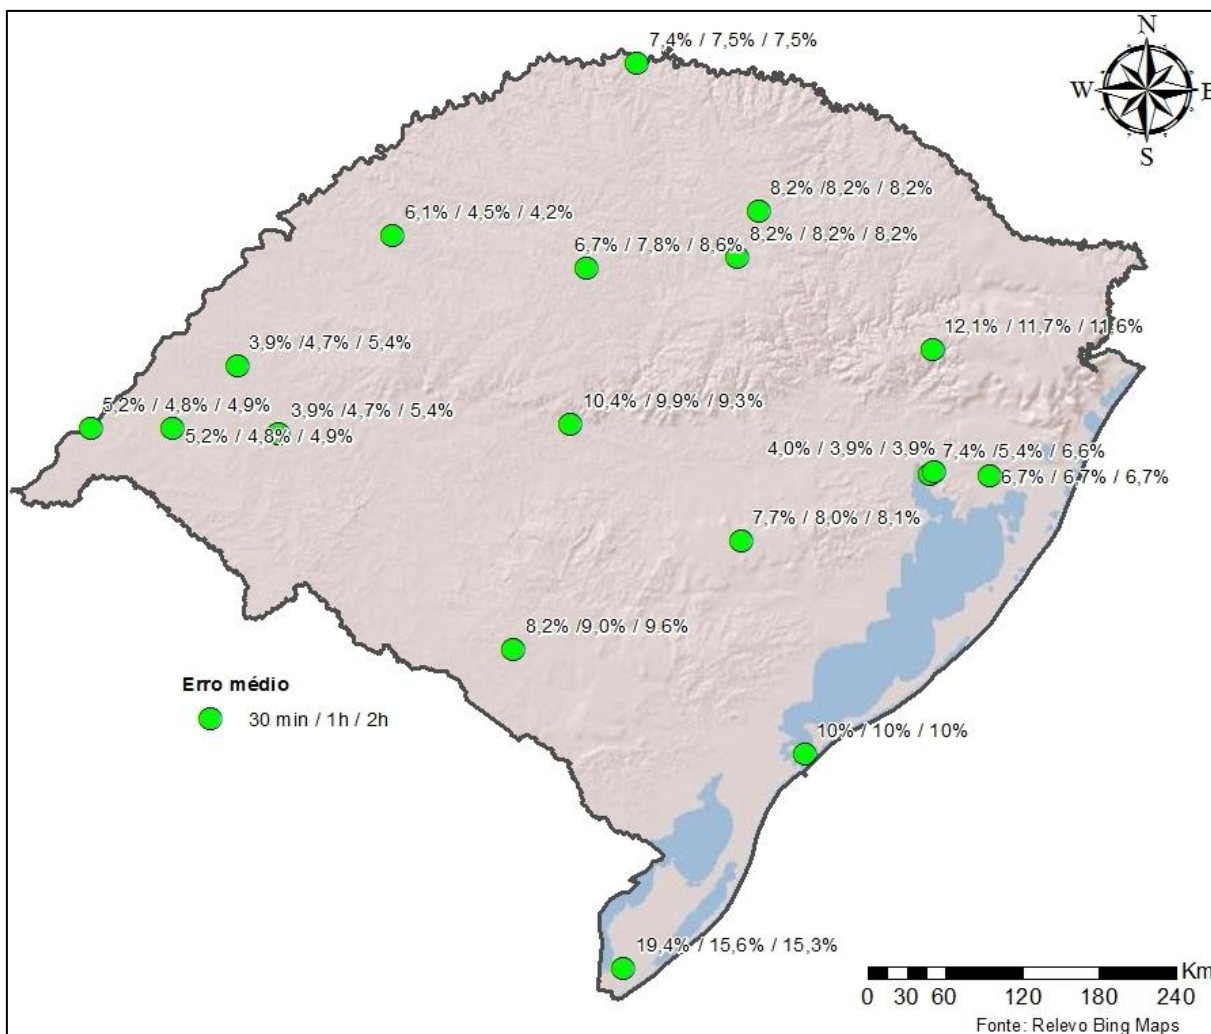 N
7,4% / 7,5% / 7,5%
W
E
S
8,2% /8,2% / 8,2%
6,1% / 4,5% / 4,2%
8,2% / 8,2% / 8,2%
6,7% / 7,8% / 8,6%
12,1% / 11,7% / 11,6%
3,9% /4,7% / 5,4%
5,2% / 4,8% / 4,9%
3,9% /4,7% / 5,4%
10,4% / 9,9% / 9,3%
5,2% / 4,8% / 4,9%
4,0% / 3,9% / 3,9%
7,4% /5,4% / 6,6%
6,7% / 6,7% / 6,7%
7,7% / 8,0% / 8,1%
8,2% /9,0% / 9.6%
Erro médio
30 min / 1h / 2h
10% / 10% / 10%
19,4% / 15,6% / 15,3%
Km
0 30 60 120 180 240
Fonte: Relevo Bing Maps